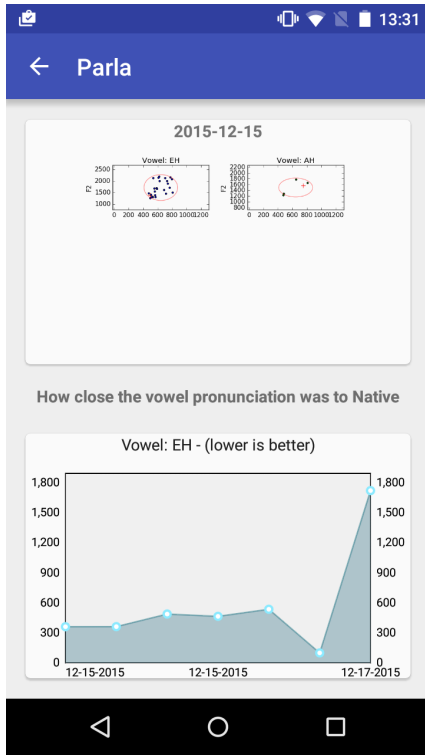 13:31
Parla
2015-12-15
Vowel: EH Vowel: AH
2500
2000
1500
1000
F2
0 200 400 600 800 1000 1200
2200
2000
1800
1600
1400
1200
1000
800
F2
0 200 400 600 800 1000 1200
How close the vowel pronunciation was to Native
Vowel: EH - (lower is better)
1,800 1,800
1,500 1,500
1,200 1,200
900 900
600 600
300 300
0 0
12-15-2015 12-15-2015 12-17-2015